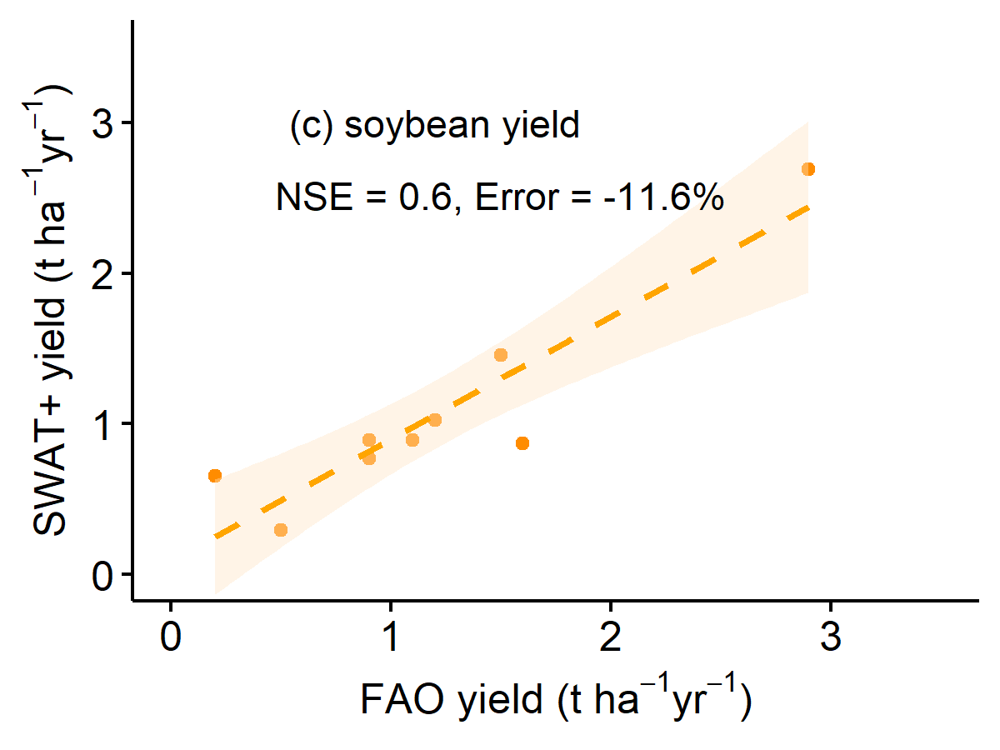 (c) soybean yield
NSE = 0.6, Error = -11.6%
SWAT+ yield (t ha⁻¹yr⁻¹)
3
2
1
0
0 1 2 3
FAO yield (t ha⁻¹yr⁻¹)